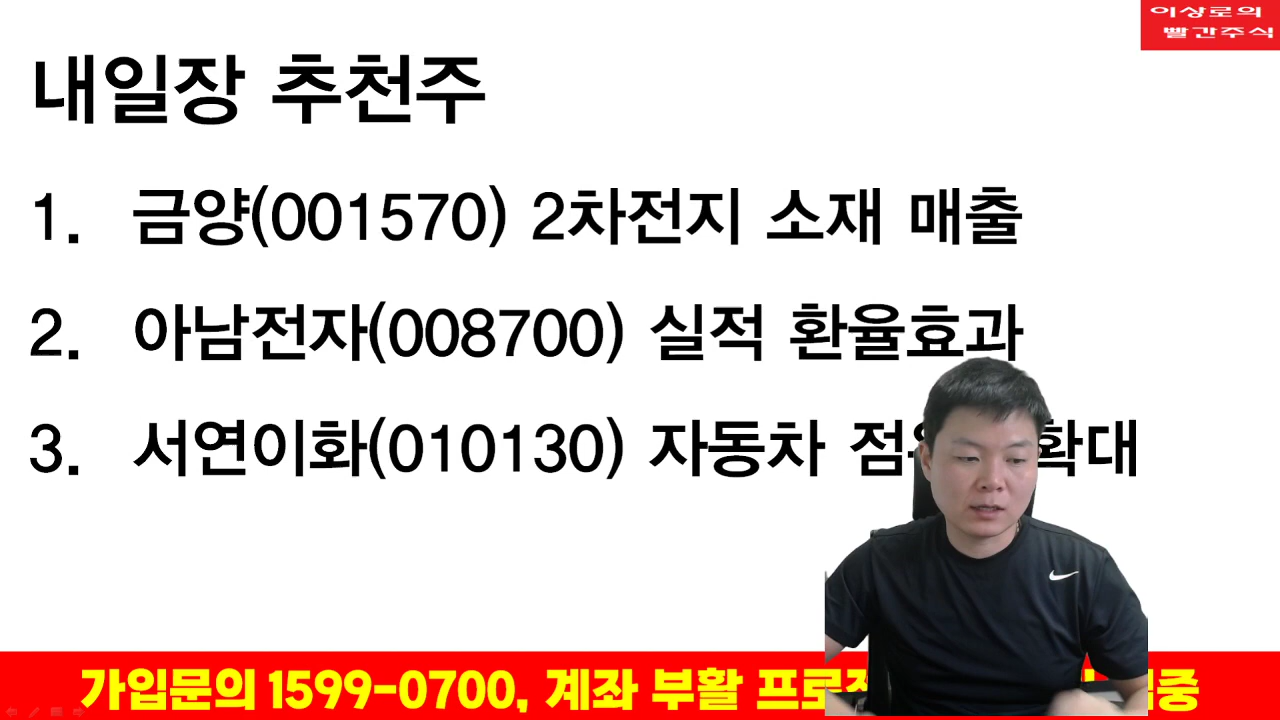 이상로의
빨간주식
내일장 추천주
1. 금양(001570) 2차전지 소재 매출
2. 아남전자(008700) 실적 환율효과
3. 서연이화(010130) 자동차 확대
가입문의 1599-0700, 계좌 부활